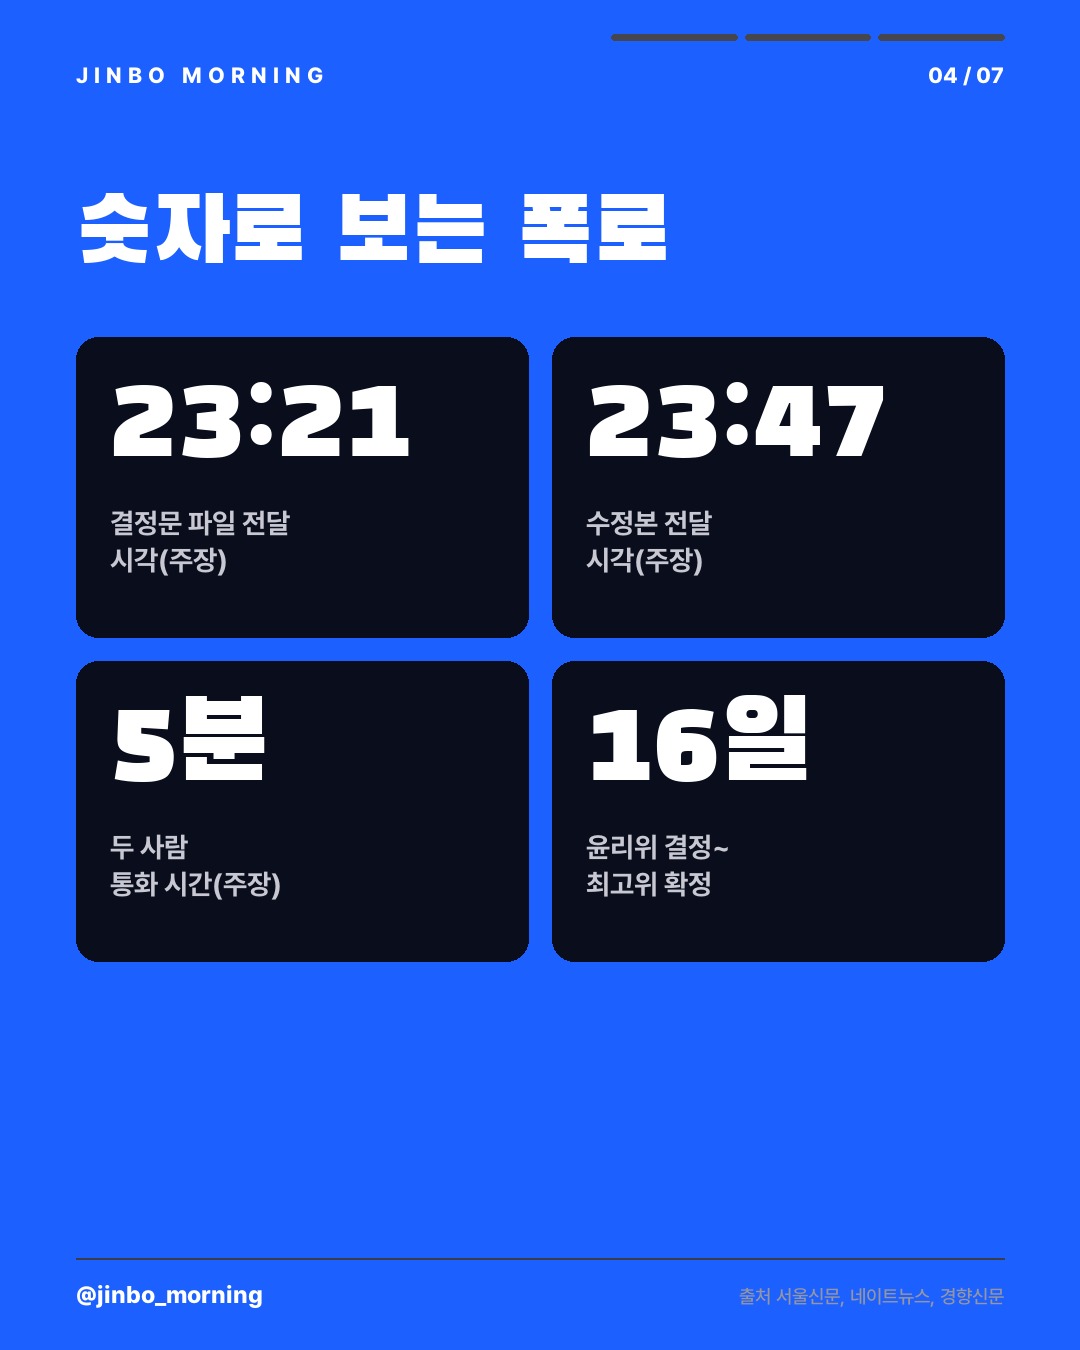 JINBO MORNING
04 / 07
숫자로 보는 폭로
23:21
결정문 파일 전달
시각(주장)
23:47
수정본 전달
시각(주장)
5분
두 사람
통화 시간(주장)
16일
윤리위 결정~
최고위 확정
@jinbo_morning
출처 서울신문, 네이트뉴스, 경향신문